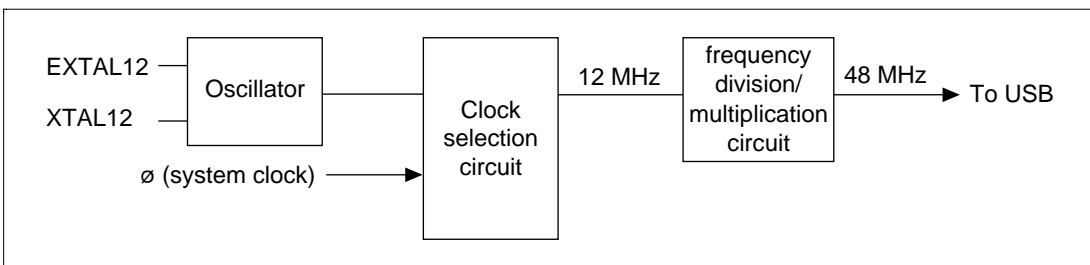 EXTAL12
XTAL12
Oscillator
ø (system clock)
Clock
selection
circuit
12 MHz
frequency
division/
multiplication
circuit
48 MHz
To USB